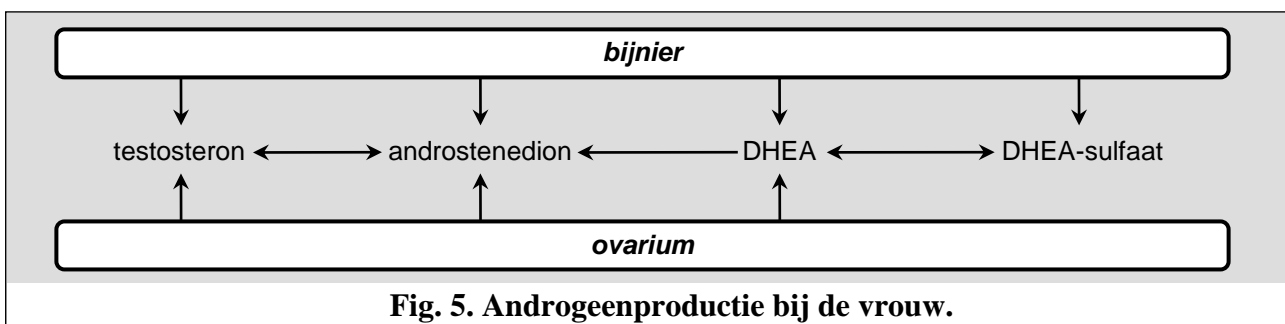 bijnier
testosteron androstenedion DHEA DHEA-sulfaat
ovarium
Fig. 5. Androgeenproductie bij de vrouw.